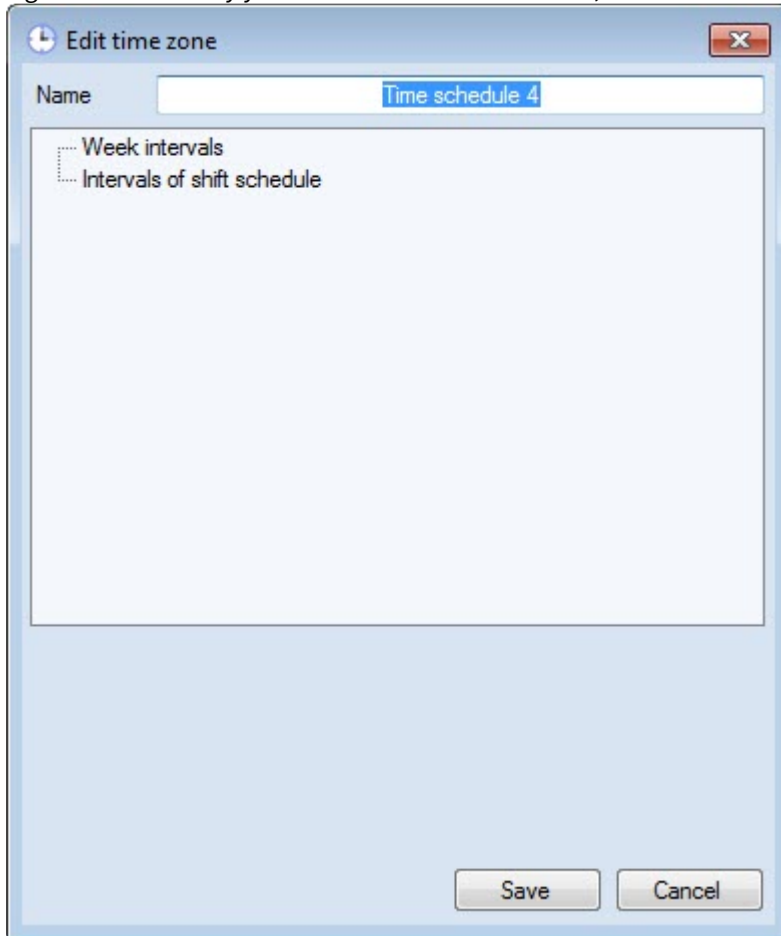 Edit time zone
Name
Time schedule 4
Week intervals
Intervals of shift schedule
Save
Cancel